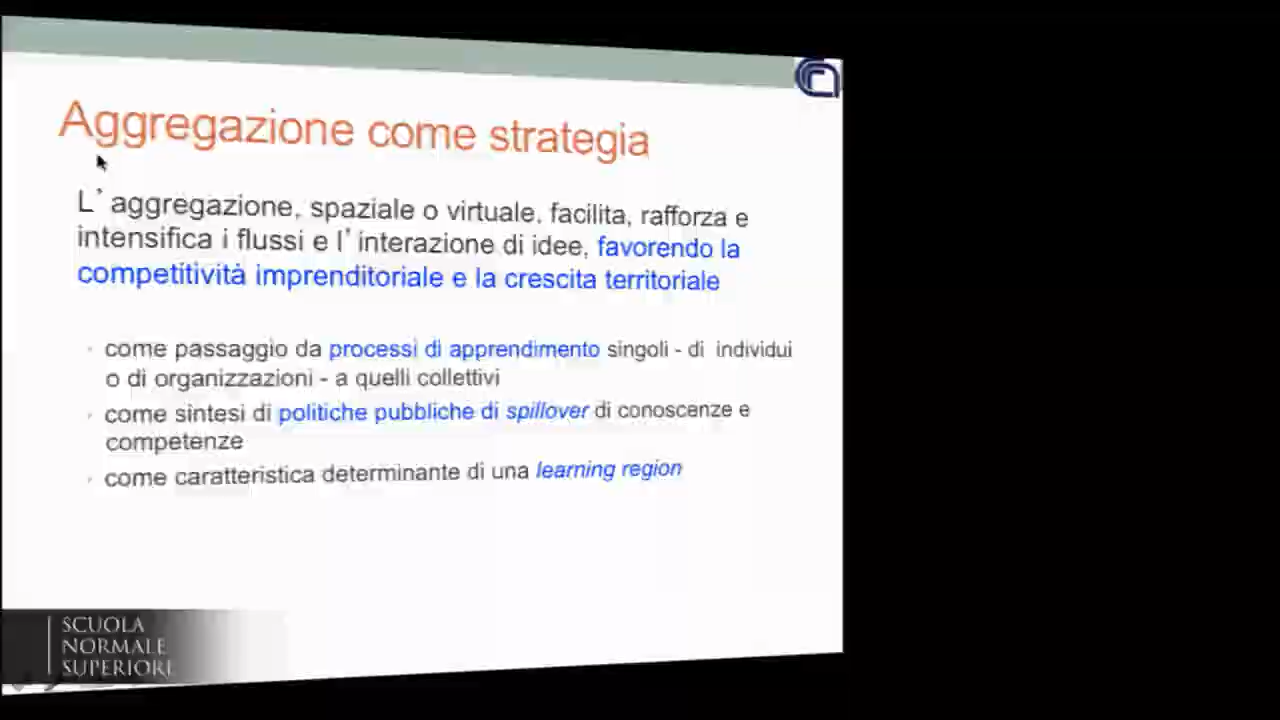 Aggregazione come strategia
L’ aggregazione, spaziale o virtuale, facilita, rafforza e
intensifica i flussi e l’ interazione di idee, favorendo la
competitività imprenditoriale e la crescita territoriale
come passaggio da processi di apprendimento singoli - di individui
o di organizzazioni - a quelli collettivi
come sintesi di politiche pubbliche di spillover di conoscenze e
competenze
come caratteristica determinante di una learning region
SCUOLA
NORMALE
SUPERIORE